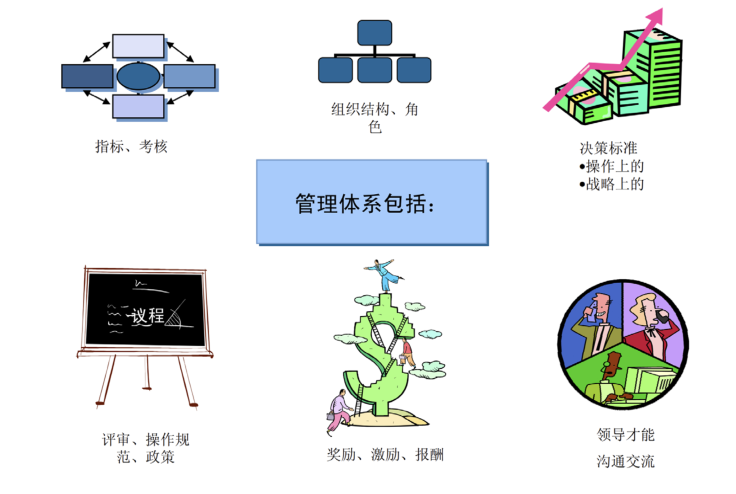 指标、考核
组织结构、角
色
决策标准
•操作上的
•战略上的
管理体系包括：
议程
评审、操作规
范、政策
奖励、激励、报酬
领导才能
沟通交流